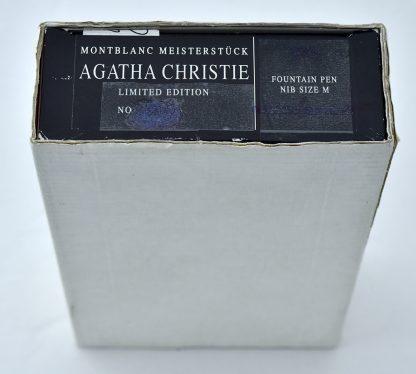 MONTBLANC MEISTERSTÜCK
AGATHA CHRISTIE
LIMITED EDITION
NO
FOUNTAIN PEN
NIB SIZE M